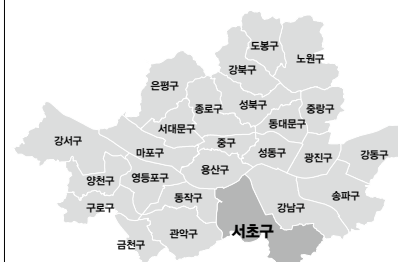 도봉구
노원구
강북구
은평구
종로구
성북구
중랑구
서대문구
동대문구
강서구
마포구
중구
성동구
광진구
강동구
양천구
영등포구
용산구
구로구
동작구
강남구
송파구
금천구
관악구
서초구